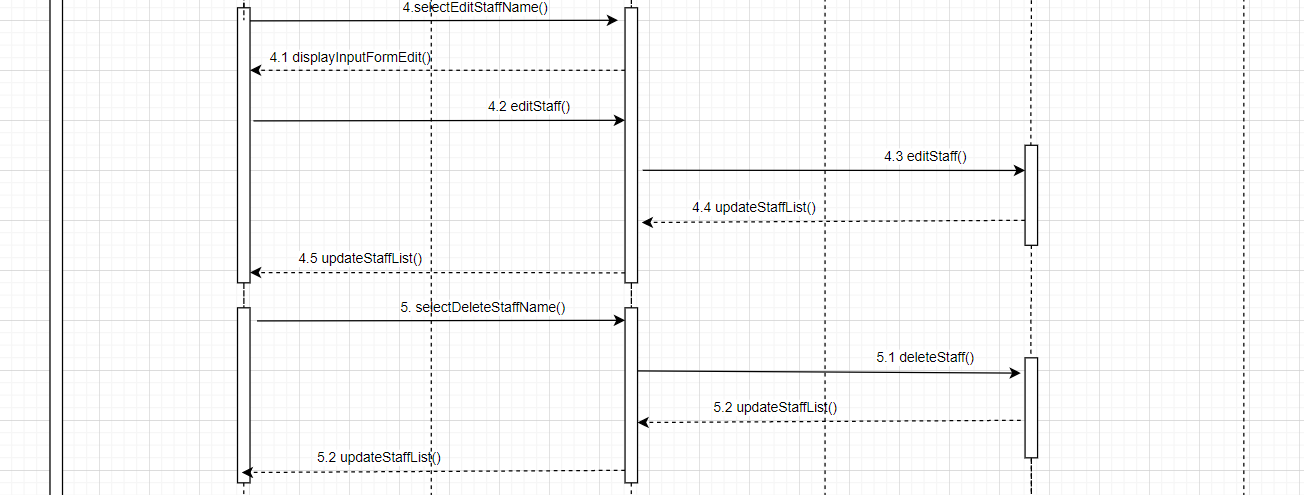 4.selectEditStaffName()
4.1 displayInputFormEdit()
4.2 editStaff()
4.3 editStaff()
4.4 updateStaffList()
4.5 updateStaffList()
5. selectDeleteStaffName()
5.1 deleteStaff()
5.2 updateStaffList()
5.2 updateStaffList()